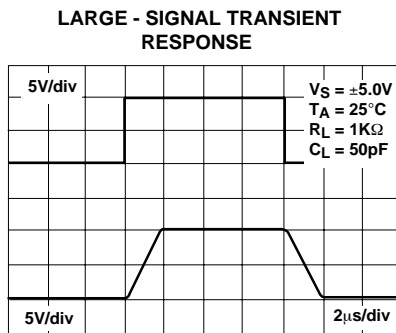 LARGE - SIGNAL TRANSIENT
RESPONSE
5V/div
VS = ±5.0V
TA = 25°C
RL = 1KΩ
CL = 50pF
5V/div
2µs/div